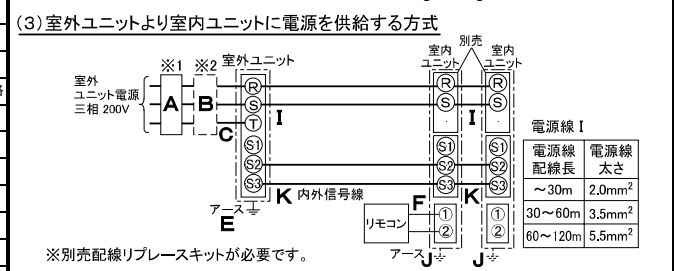 (3)室外ユニットより室内ユニットに電源を供給する方式
※1 ※2 室外ユニット
室内
ユニット
別売
室内
ユニット
室外
ユニット電源
三相 200V
A B C
R S T S1 S2 S3
I
R S S1 S2 S3 ① ②
I
R S S1 S2 S3 ① ②
K 内外信号線
K
F
リモコン
アース
E
アース J
J
※別売配線リプレースキットが必要です。
電源線 I
電源線
配線長
電源線
太さ
～30m 2.0mm²
30～60m 3.5mm²
60～120m 5.5mm²